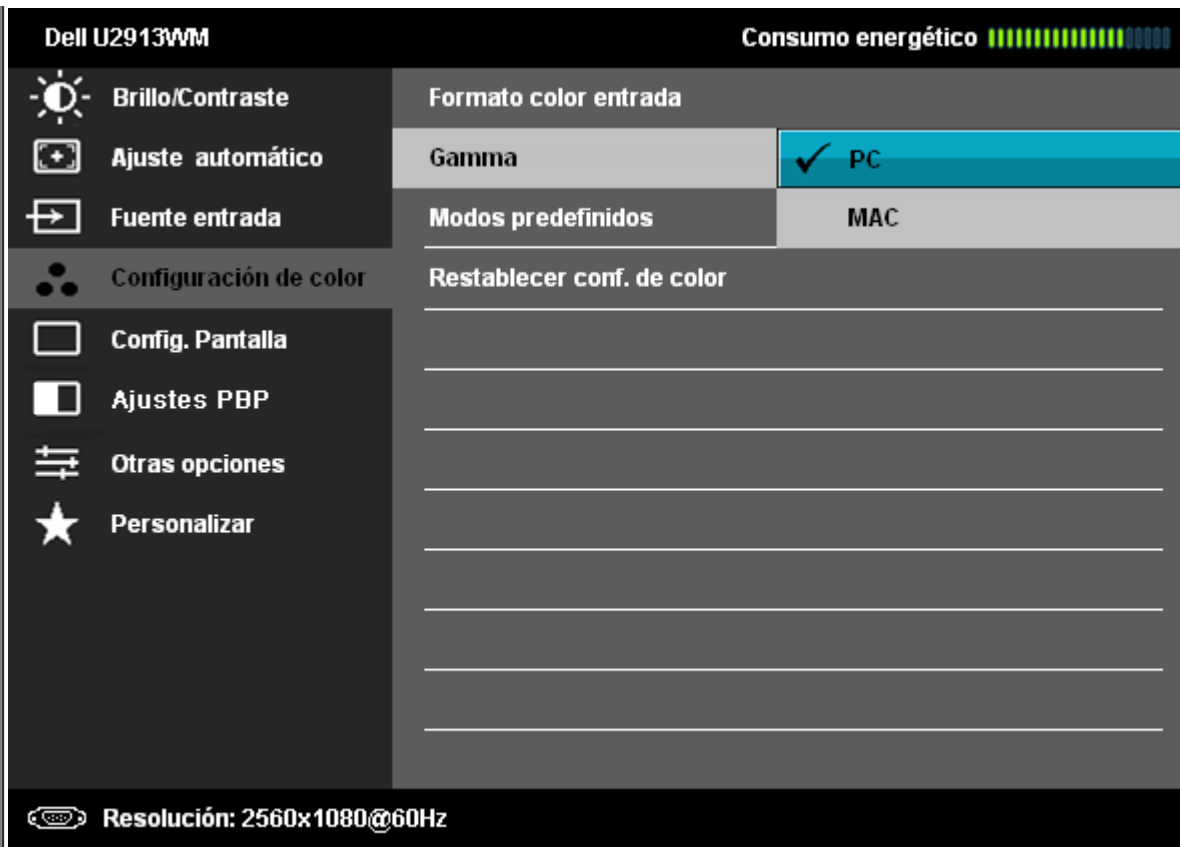 Dell U2913WM Consumo energético
Brillo/Contraste Formato color entrada
Ajuste automático Gamma PC
Fuente entrada Modos predefinidos MAC
Configuración de color Restablecer conf. de color
Config. Pantalla
Ajustes PBP
Otras opciones
Personalizar
Resolución: 2560x1080@60Hz